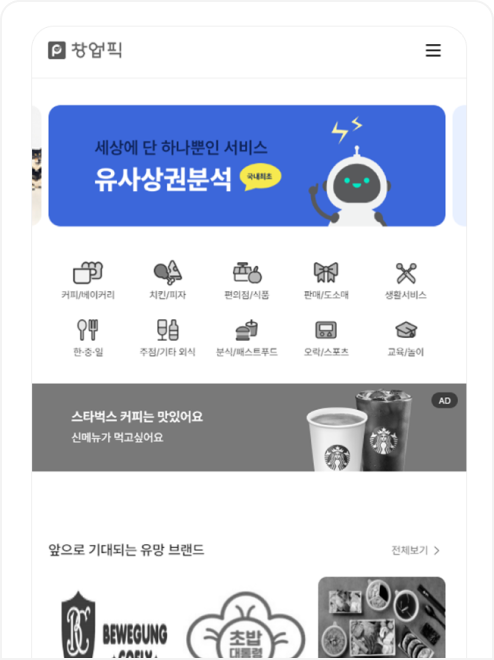 창업픽
세상에 단 하나뿐인 서비스
유사상권분석
국내최초
커피/베이커리
치킨/피자
편의점/식품
판매/도소매
생활서비스
한·중·일
주점/기타 외식
분식/패스트푸드
오락/스포츠
교육/놀이
AD
스타벅스 커피는 맛있어요
신메뉴가 먹고싶어요
앞으로 기대되는 유망 브랜드
전체보기
BEWEGUNG
초밥
대통령